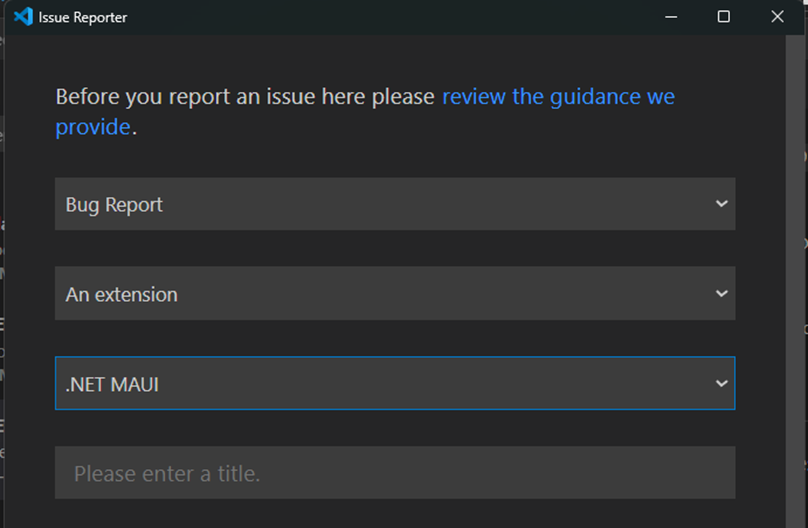 Issue Reporter
Before you report an issue here please review the guidance we
provide.
Bug Report
An extension
.NET MAUI
Please enter a title.